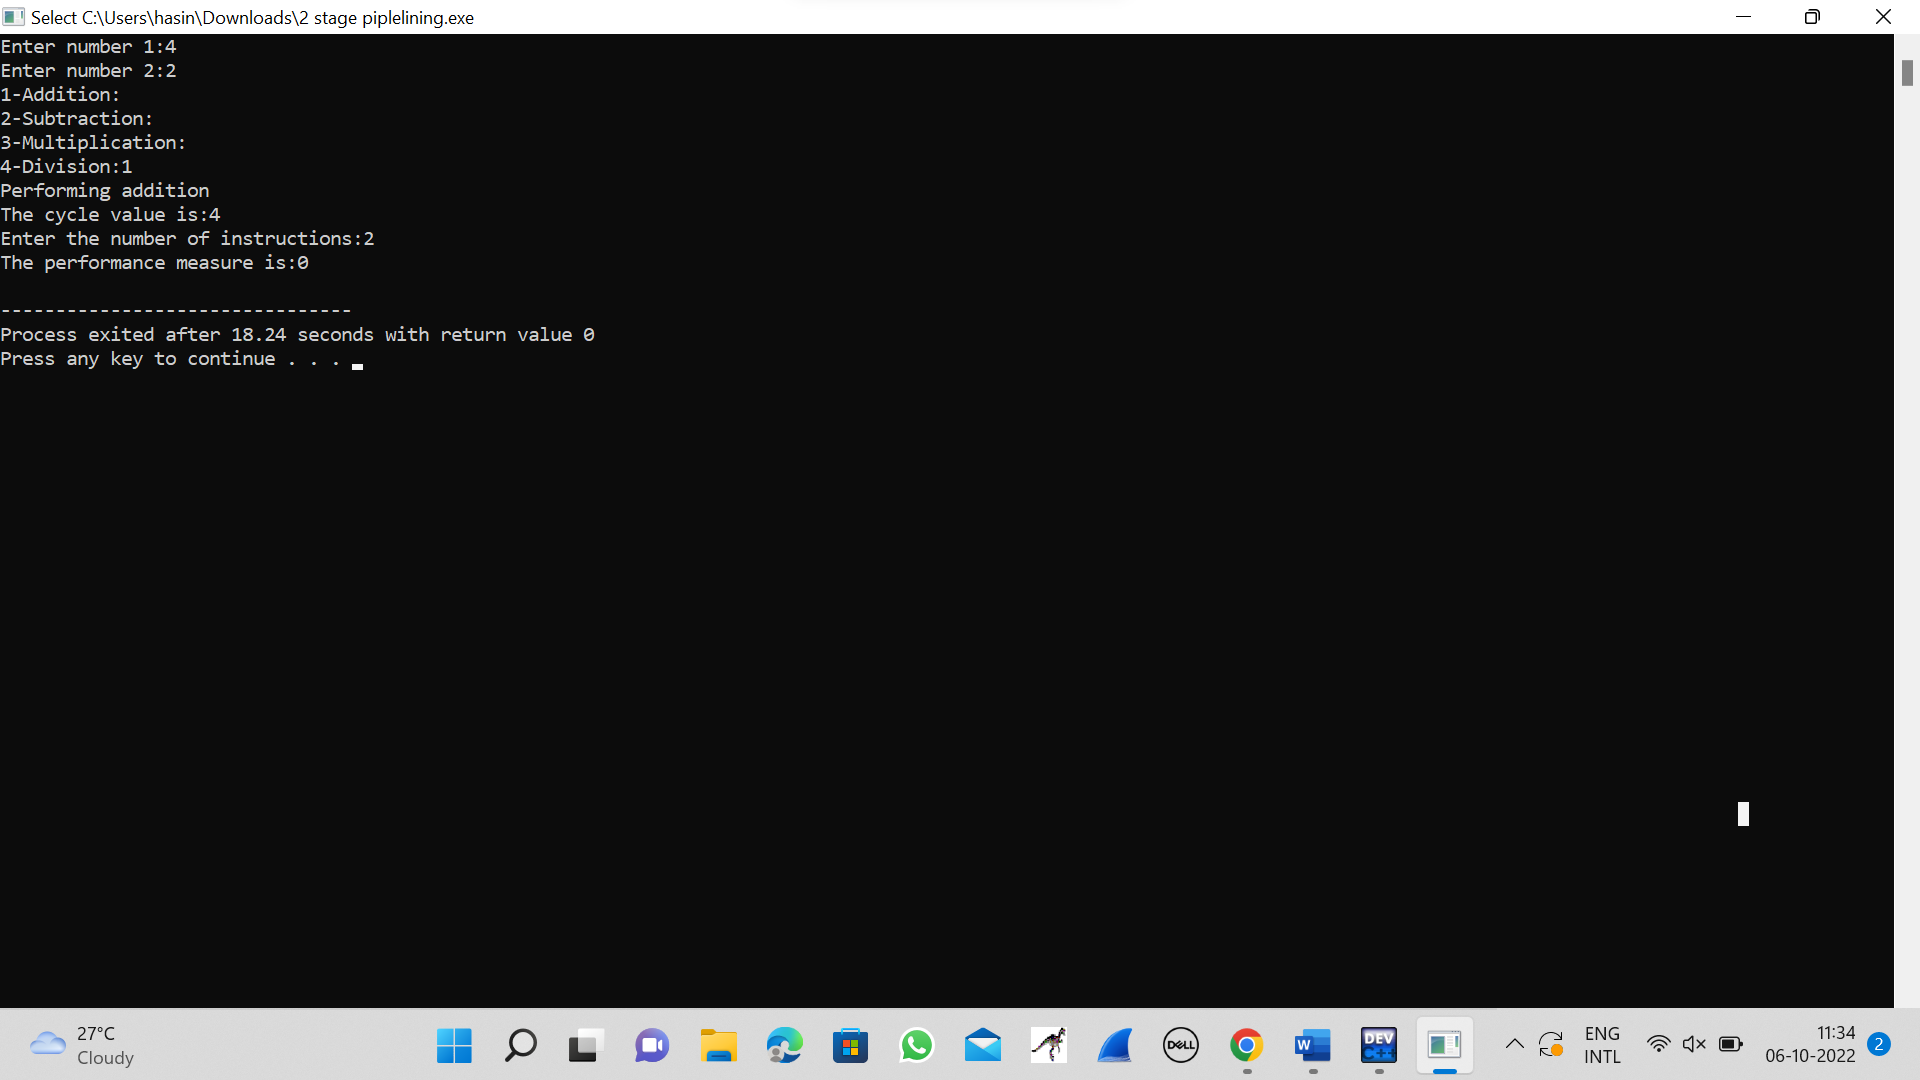 Select C:\Users\hasin\Downloads\2 stage piplelining.exe
Enter number 1:4
Enter number 2:2
1-Addition:
2-Subtraction:
3-Multiplication:
4-Division:1
Performing addition
The cycle value is:4
Enter the number of instructions:2
The performance measure is:0
--------------------------------
Process exited after 18.24 seconds with return value 0
Press any key to continue . . .
27°C
Cloudy
DELL
W
DEV
C++
ENG
INTL
11:34
06-10-2022
2